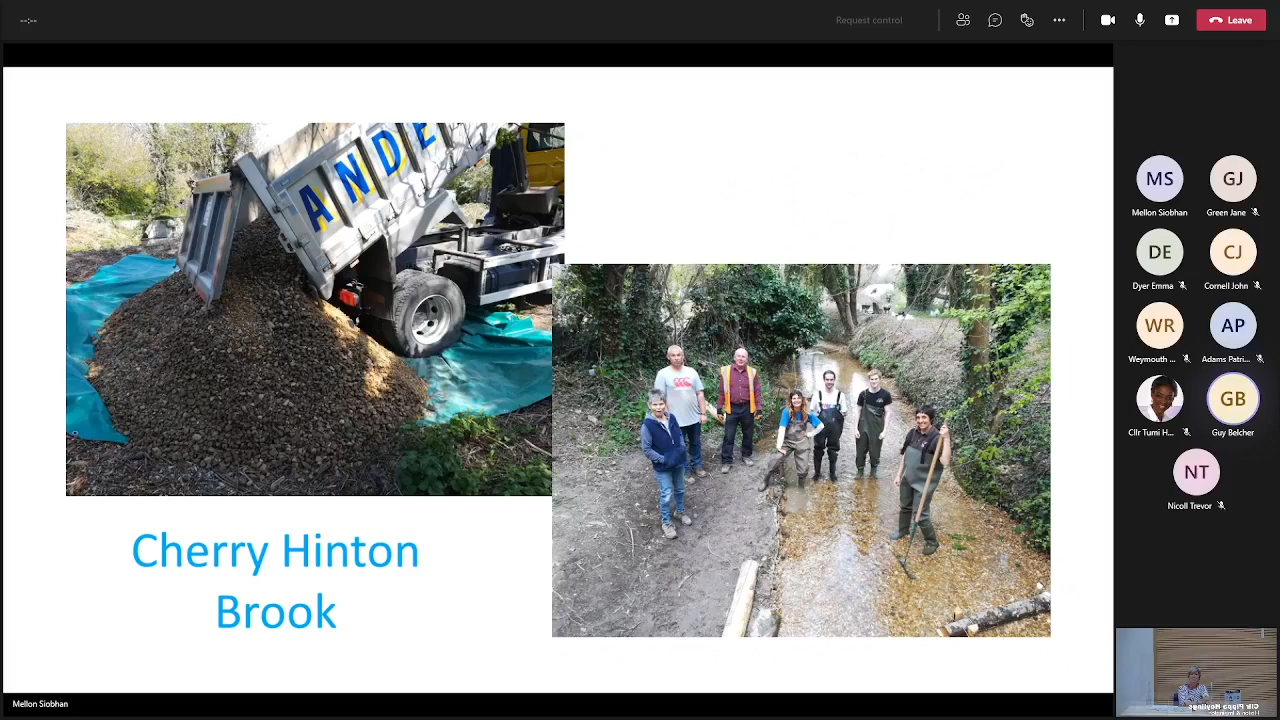 --:--
Request control
Leave
ANDE
Cherry Hinton
Brook
MS
GJ
Mellon Siobhan
Green Jane
DE
CJ
Dyer Emma
Cornell John
WR
AP
Weymouth ...
Adams Patri...
GB
Cllr Tumi H...
Guy Belcher
NT
Nicoll Trevor
Mellon Siobhan